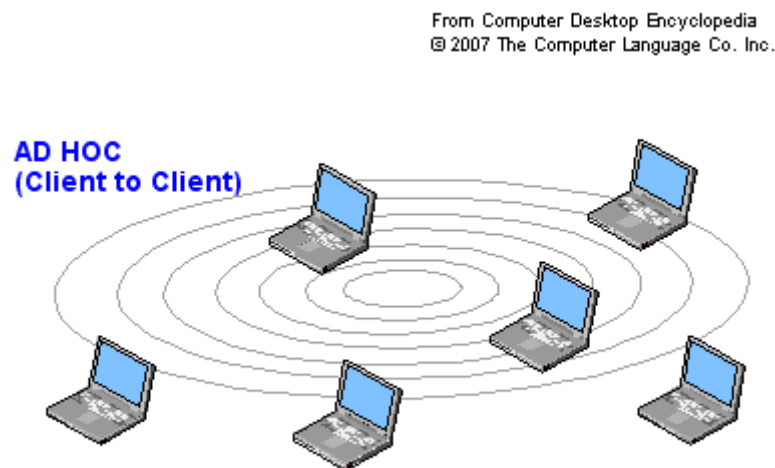 From Computer Desktop Encyclopedia
© 2007 The Computer Language Co. Inc.
AD HOC
(Client to Client)